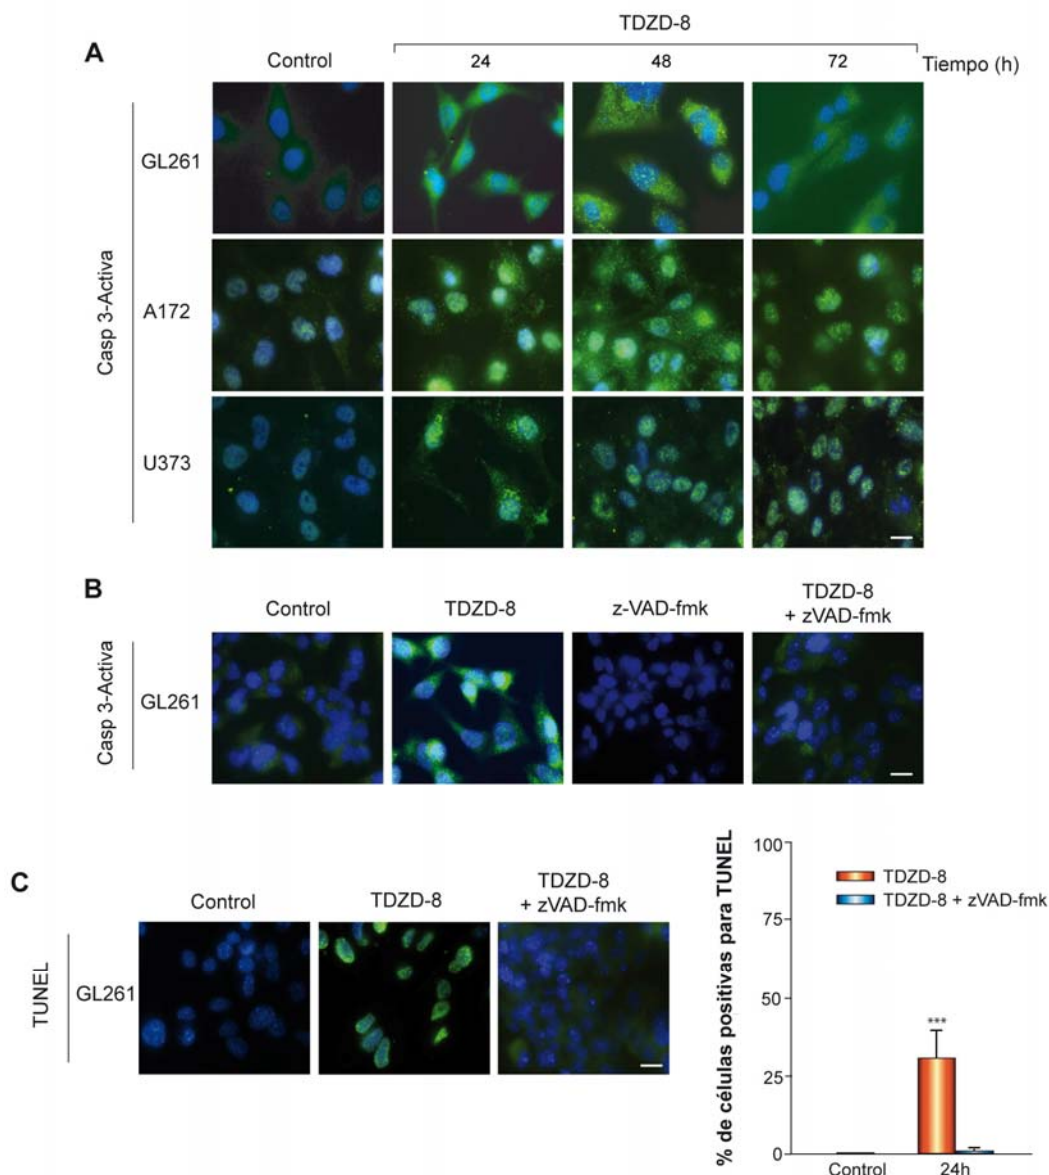 TDZD-8
A
Control
24
48
72
Tiempo (h)
GL261
A172
U373
Casp 3-Activa
B
Control
TDZD-8
z-VAD-fmk
TDZD-8
+ zVAD-fmk
Casp 3-Activa
GL261
C
Control
TDZD-8
TDZD-8
+ zVAD-fmk
TUNEL
GL261
% de células positivas para TUNEL
100
75
50
25
0
TDZD-8
TDZD-8 + zVAD-fmk
***
Control
24h